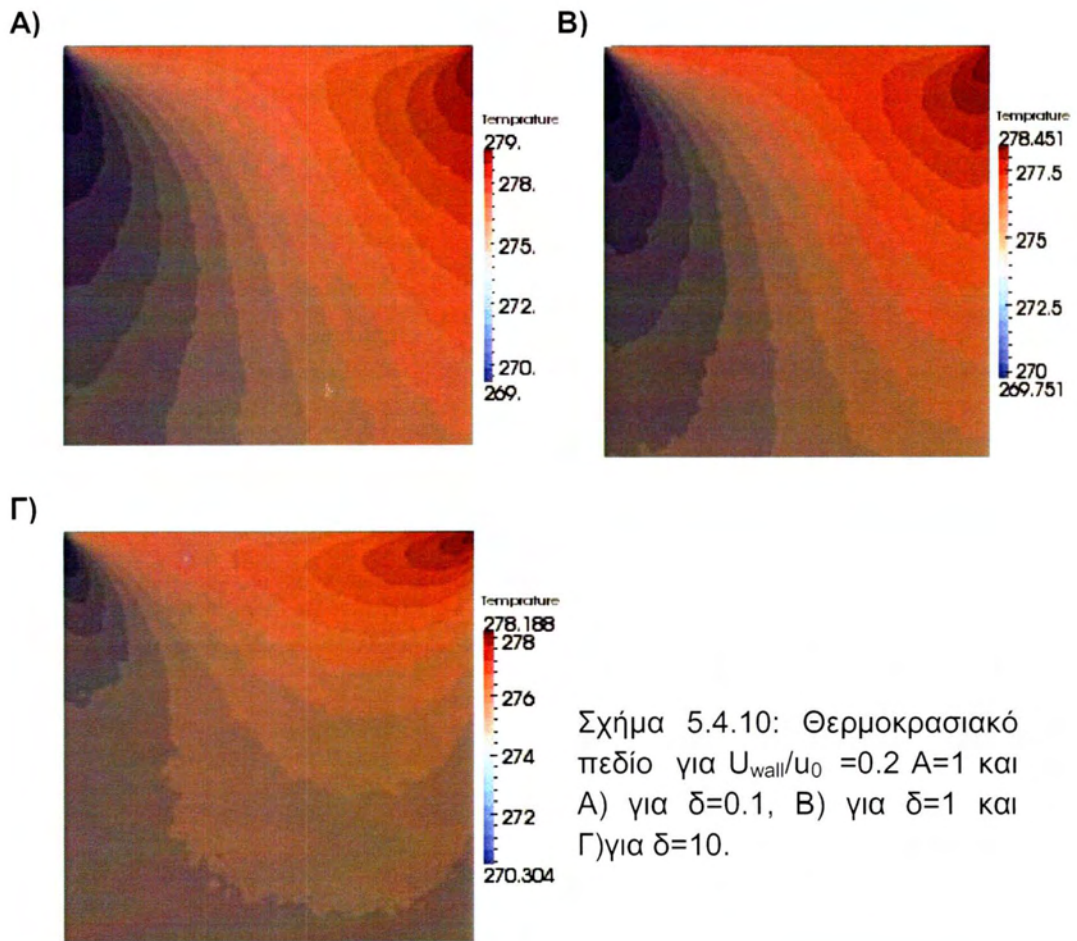 Α)
Β)
Temprature
279.
278.
275.
272.
270.
269.
Temprature
278.451
277.5
275
272.5
270
269.751
Γ)
Temprature
278.188
278
276
274
272
270.304
Σχήμα 5.4.10: Θερμοκρασιακό
πεδίο για Uwall/u0 =0.2 Α=1 και
Α) για δ=0.1, Β) για δ=1 και
Γ)για δ=10.